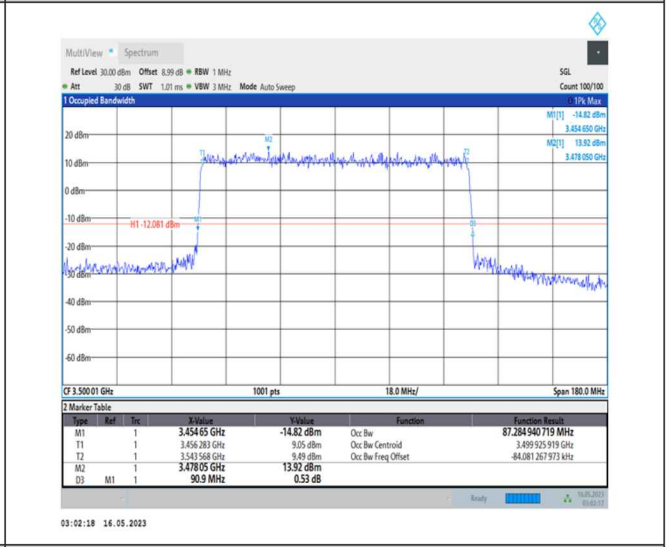 MultiView Spectrum
Ref Level 30.00 dBm Offset 8.99 dB RBW 1 MHz SGL
Att 30 dB SWT 1.01 ms VBW 3 MHz Mode Auto Sweep Count 100/100
1 Occupied Bandwidth 1Pk Max
M1[1] -14.82 dBm
3.454 650 GHz
M2[1] 13.92 dBm
3.478 050 GHz
20 dBm
M2
T1 T2
10 dBm
0 dBm
-10 dBm
H1 -12.081 dBm M1 D3
-20 dBm
-30 dBm
-40 dBm
-50 dBm
-60 dBm
CF 3.500 01 GHz 1001 pts 18.0 MHz/ Span 180.0 MHz
2 Marker Table
Type Ref Trc X-Value Y-Value Function Function Result
M1 1 3.454 65 GHz -14.82 dBm Occ Bw 87.284 940 719 MHz
T1 1 3.456 283 GHz 9.05 dBm Occ Bw Centroid 3.499 925 919 GHz
T2 1 3.543 568 GHz 9.49 dBm Occ Bw Freq Offset -84.081 267 973 kHz
M2 1 3.478 05 GHz 13.92 dBm
D3 M1 1 90.9 MHz 0.53 dB
Ready 16.05.2023
03:02:18 16.05.2023